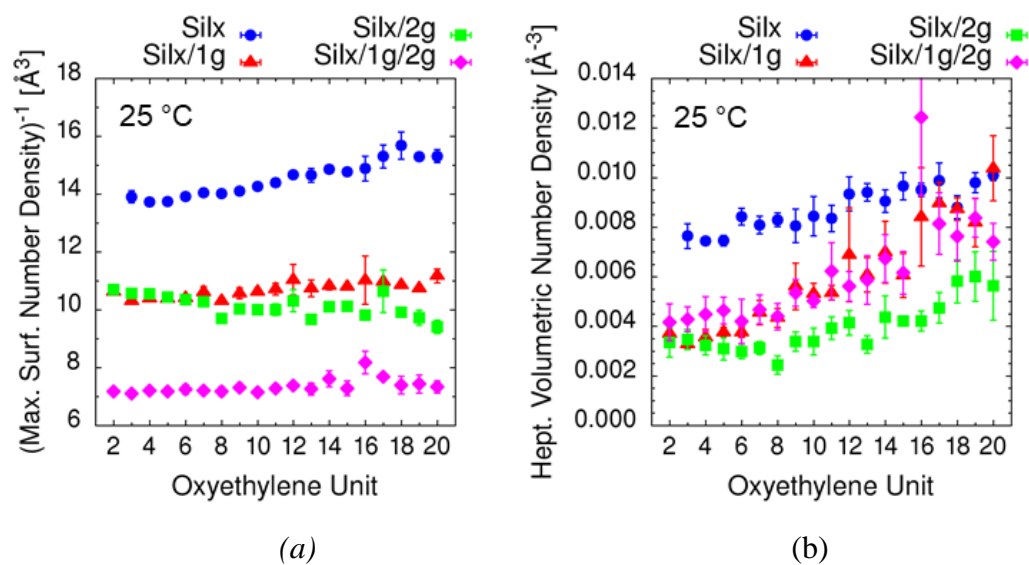 Silx Silx/2g
Silx/1g Silx/1g/2g
(Max. Surf. Number Density)⁻¹ [Å³]
18
16
14
12
10
8
6
25 °C
2 4 6 8 10 12 14 16 18 20
Oxyethylene Unit
(a)
Silx Silx/2g
Silx/1g Silx/1g/2g
Hept. Volumetric Number Density [Å⁻³]
0.014
0.012
0.010
0.008
0.006
0.004
0.002
0.000
25 °C
2 4 6 8 10 12 14 16 18 20
Oxyethylene Unit
(b)